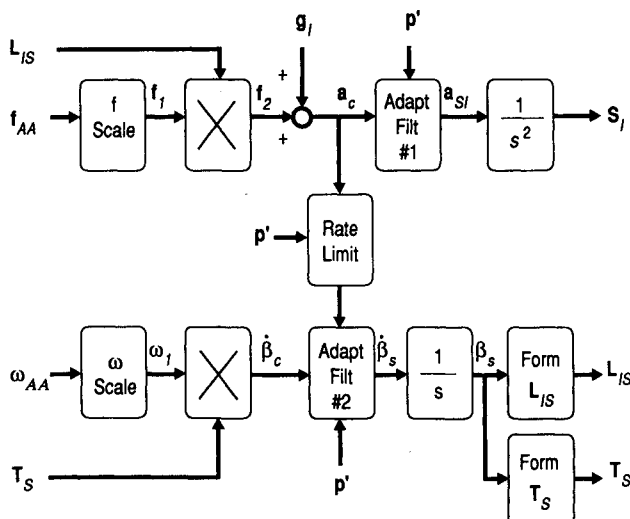 g_I
p'
L_IS
f_AA
f
Scale
f_1
f_2
+
+
a_c
Adapt
Filt
#1
a_SI
1
s^2
S_I
p'
Rate
Limit
ω_AA
ω
Scale
ω_1
β̇_c
Adapt
Filt
#2
β̇_s
1
s
β_s
Form
L_IS
L_IS
T_S
p'
Form
T_S
T_S